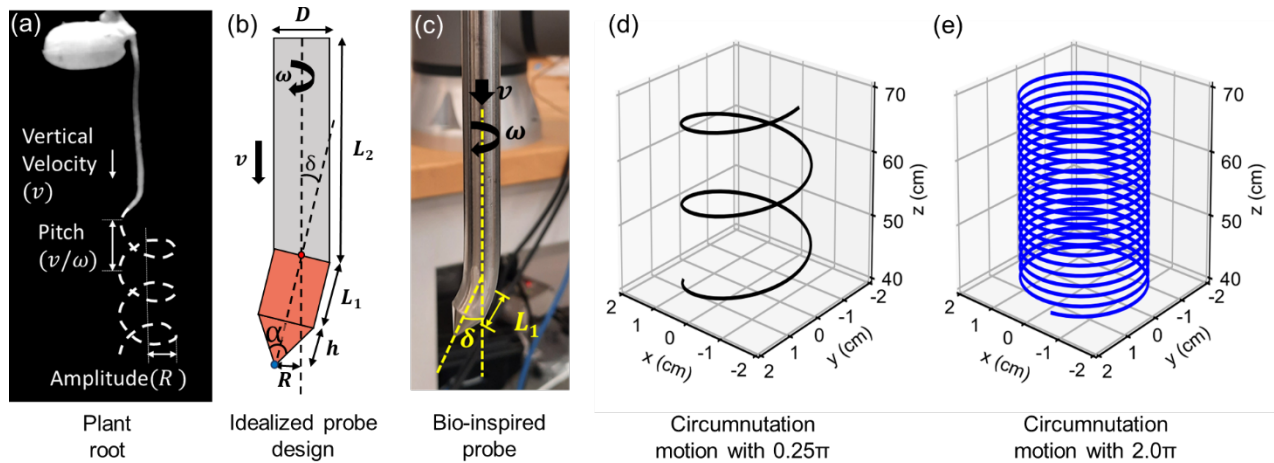 (a)
Vertical
Velocity
(v)
Pitch
(v/ω)
Amplitude(R)
Plant
root
(b)
D
ω
v
δ
L₂
L₁
α
h
R
Idealized probe
design
(c)
v
ω
L₁
δ
Bio-inspired
probe
(d)
70
60
50
40
z (cm)
2
1
0
-1
-2
x (cm)
-2
-1
0
1
2
y (cm)
Circumnutation
motion with 0.25π
(e)
70
60
50
40
z (cm)
2
1
0
-1
-2
x (cm)
-2
-1
0
1
2
y (cm)
Circumnutation
motion with 2.0π